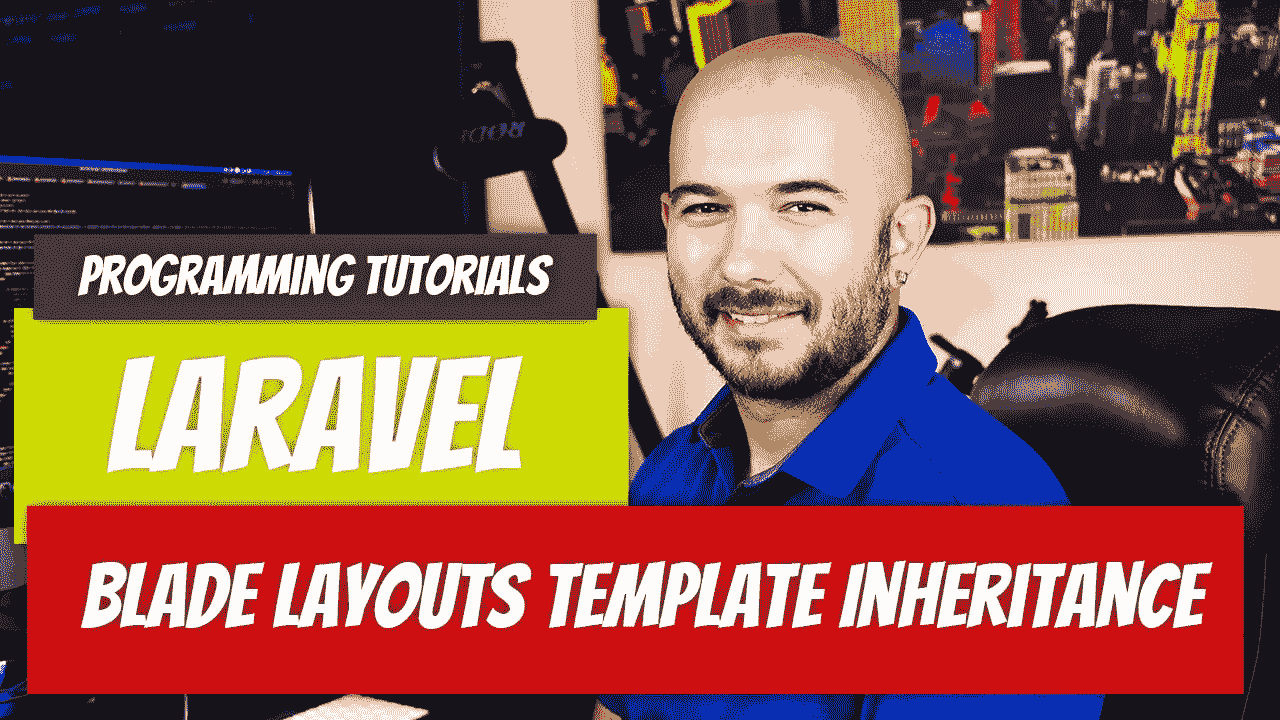 PROGRAMMING TUTORIALS
LARAVEL
BLADE LAYOUTS TEMPLATE INHERITANCE